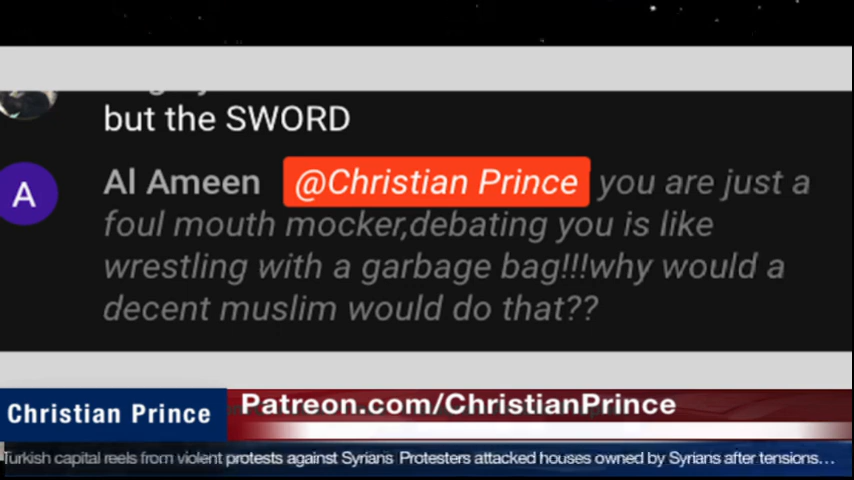 but the SWORD
A
Al Ameen @Christian Prince you are just a
foul mouth mocker,debating you is like
wrestling with a garbage bag!!!why would a
decent muslim would do that??
Christian Prince
Patreon.com/ChristianPrince
Turkish capital reels from violent protests against Syrians Protesters attacked houses owned by Syrians after tensions...